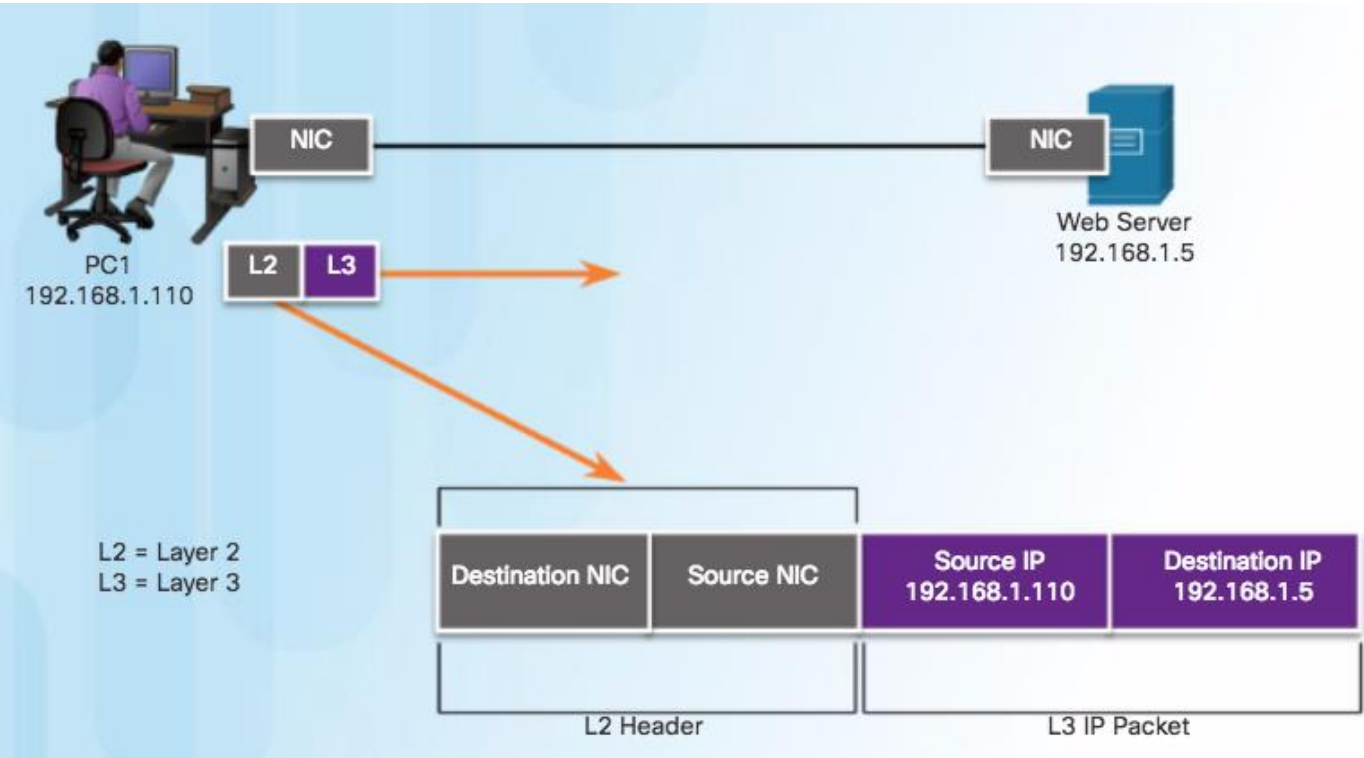 NIC
NIC
Web Server
192.168.1.5
PC1
192.168.1.110
L2
L3
L2 = Layer 2
L3 = Layer 3
Destination NIC
Source NIC
Source IP
192.168.1.110
Destination IP
192.168.1.5
L2 Header
L3 IP Packet